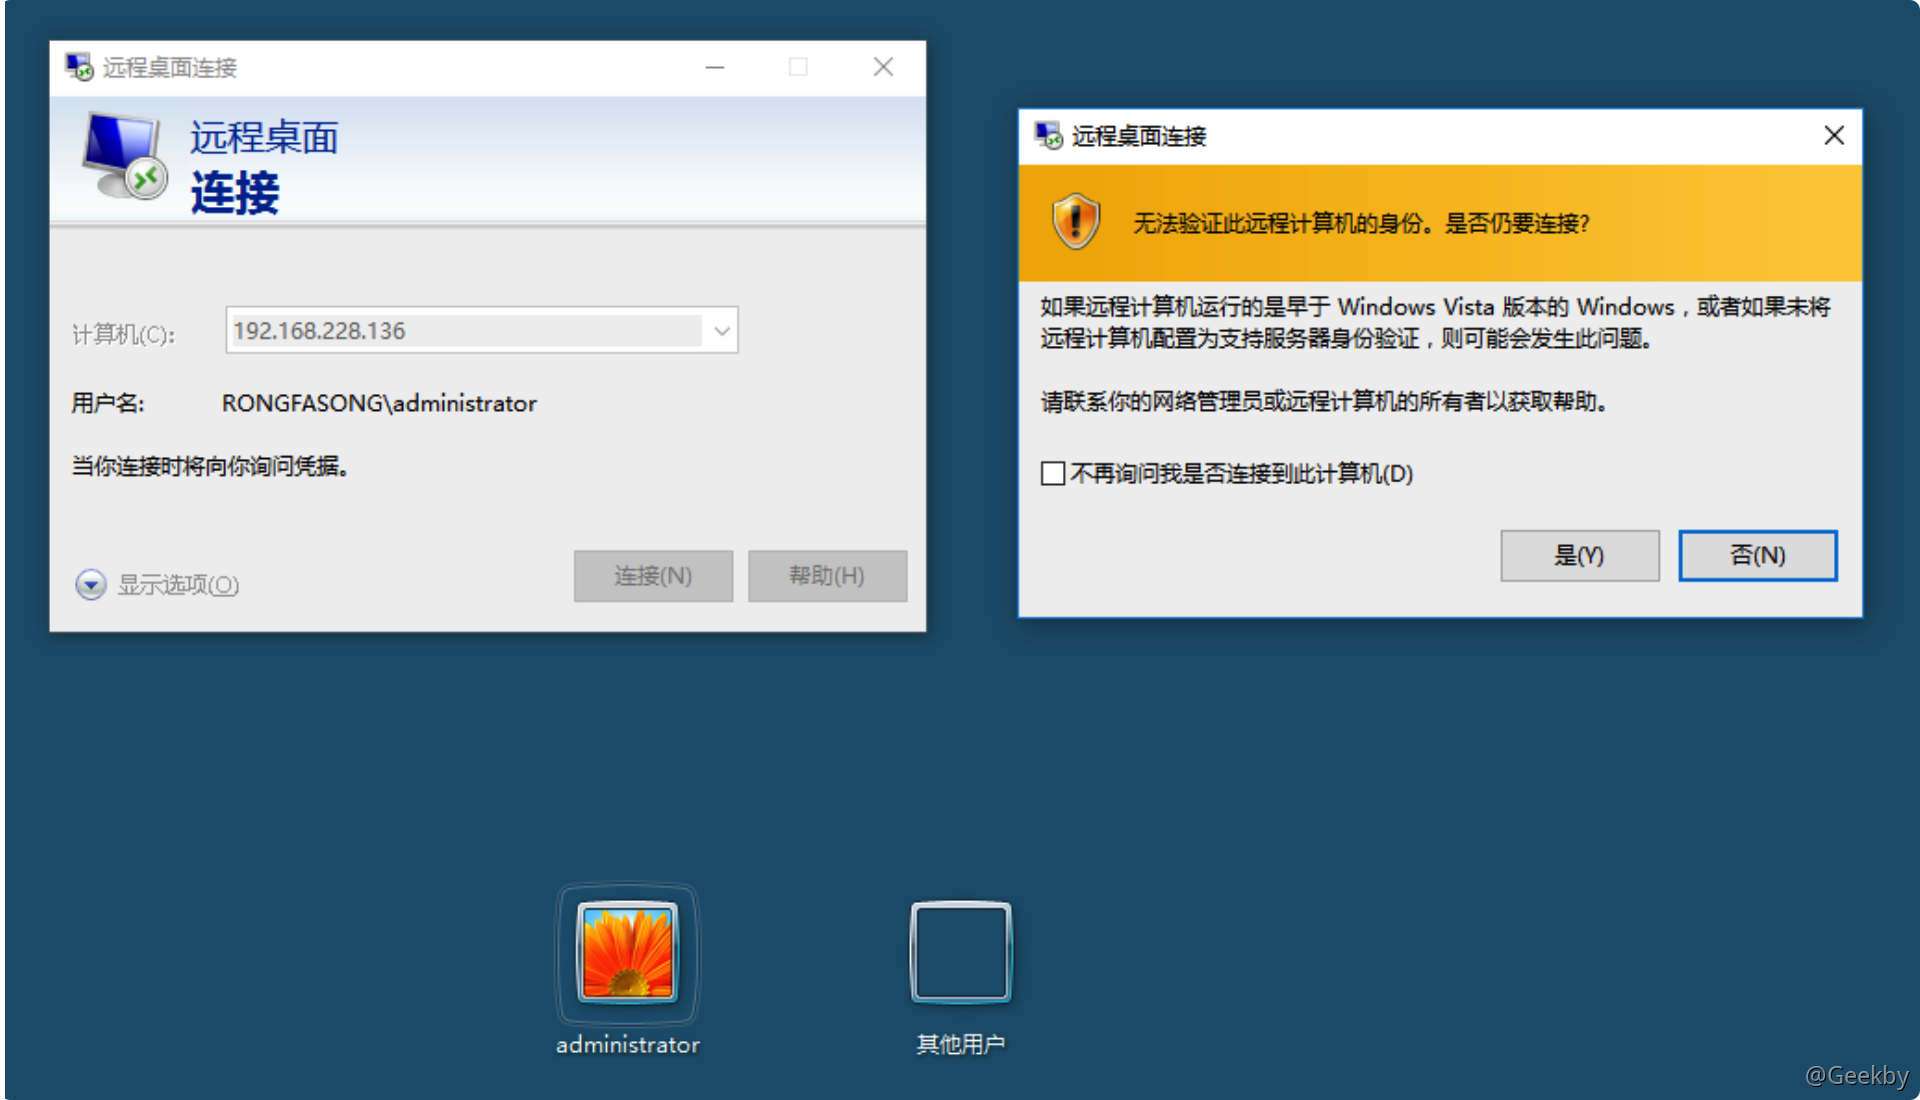 远程桌面连接
远程桌面
连接
计算机(C):
192.168.228.136
用户名:
RONGFASONG\administrator
当你连接时将向你询问凭据。
显示选项(O)
连接(N)
帮助(H)
远程桌面连接
无法验证此远程计算机的身份。是否仍要连接?
如果远程计算机运行的是早于 Windows Vista 版本的 Windows，或者如果未将
远程计算机配置为支持服务器身份验证，则可能会发生此问题。
请联系你的网络管理员或远程计算机的所有者以获取帮助。
不再询问我是否连接到此计算机(D)
是(Y)
否(N)
administrator
其他用户
@Geekby